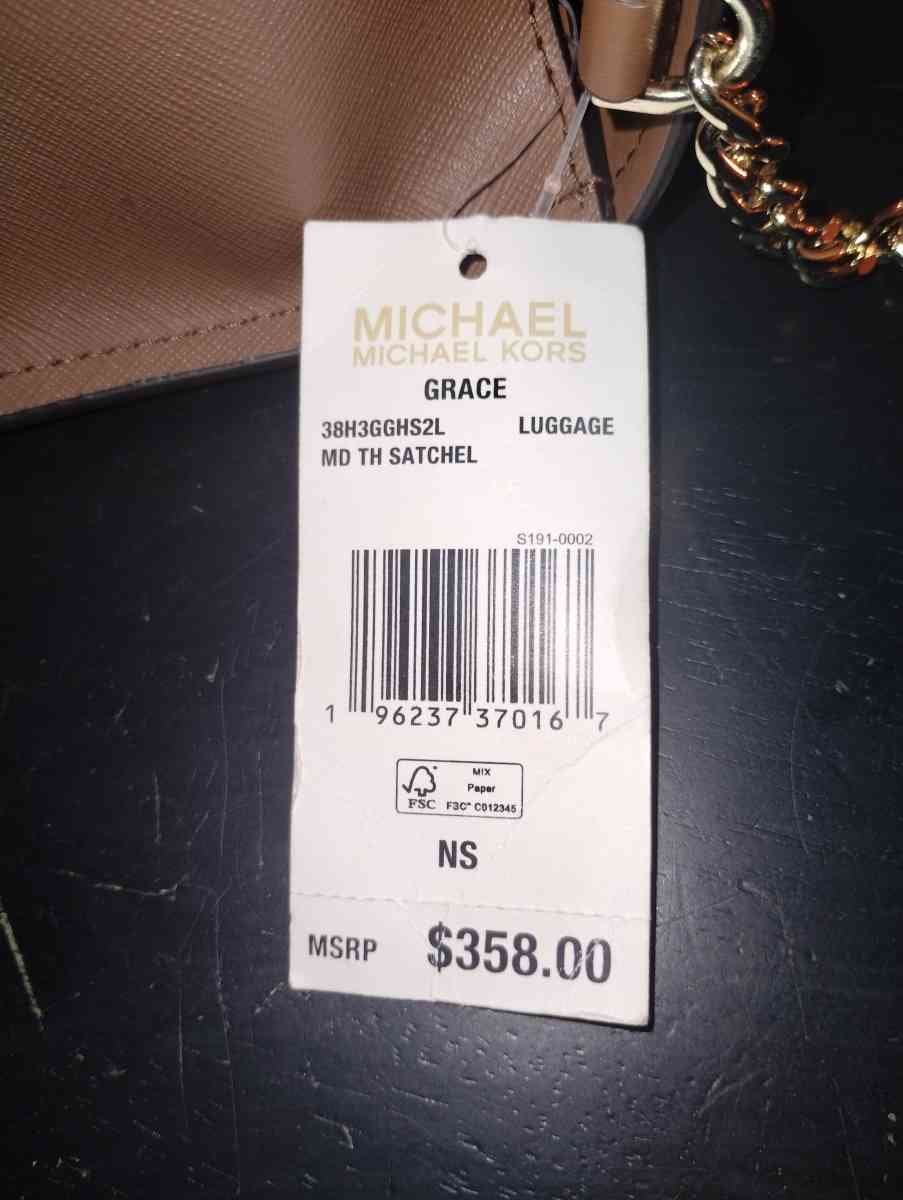 MICHAEL
MICHAEL KORS
GRACE
38H3GGHS2L LUGGAGE
MD TH SATCHEL
S191-0002
1 96237 37016 7
MIX
Paper
FSC FSC™ C012345
NS
MSRP $358.00